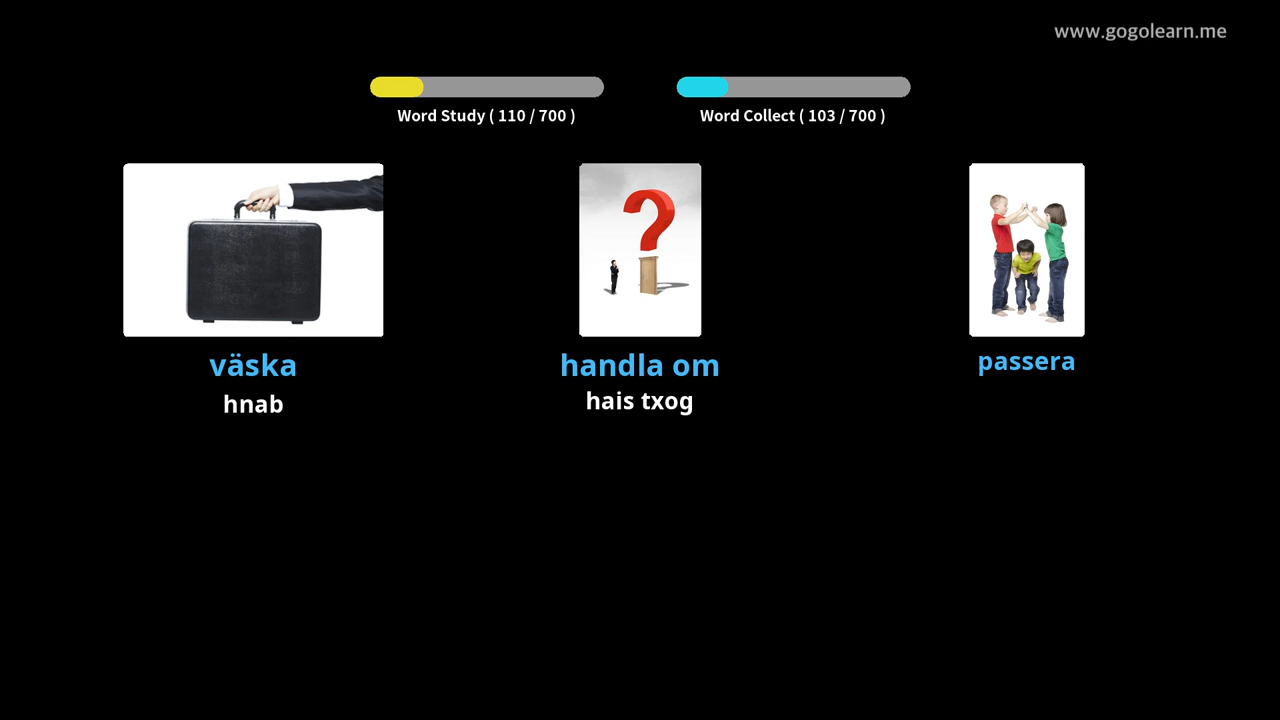 www.gogolearn.me
Word Study ( 110 / 700 )
Word Collect ( 103 / 700 )
väska
hnab
handla om
hais txog
passera